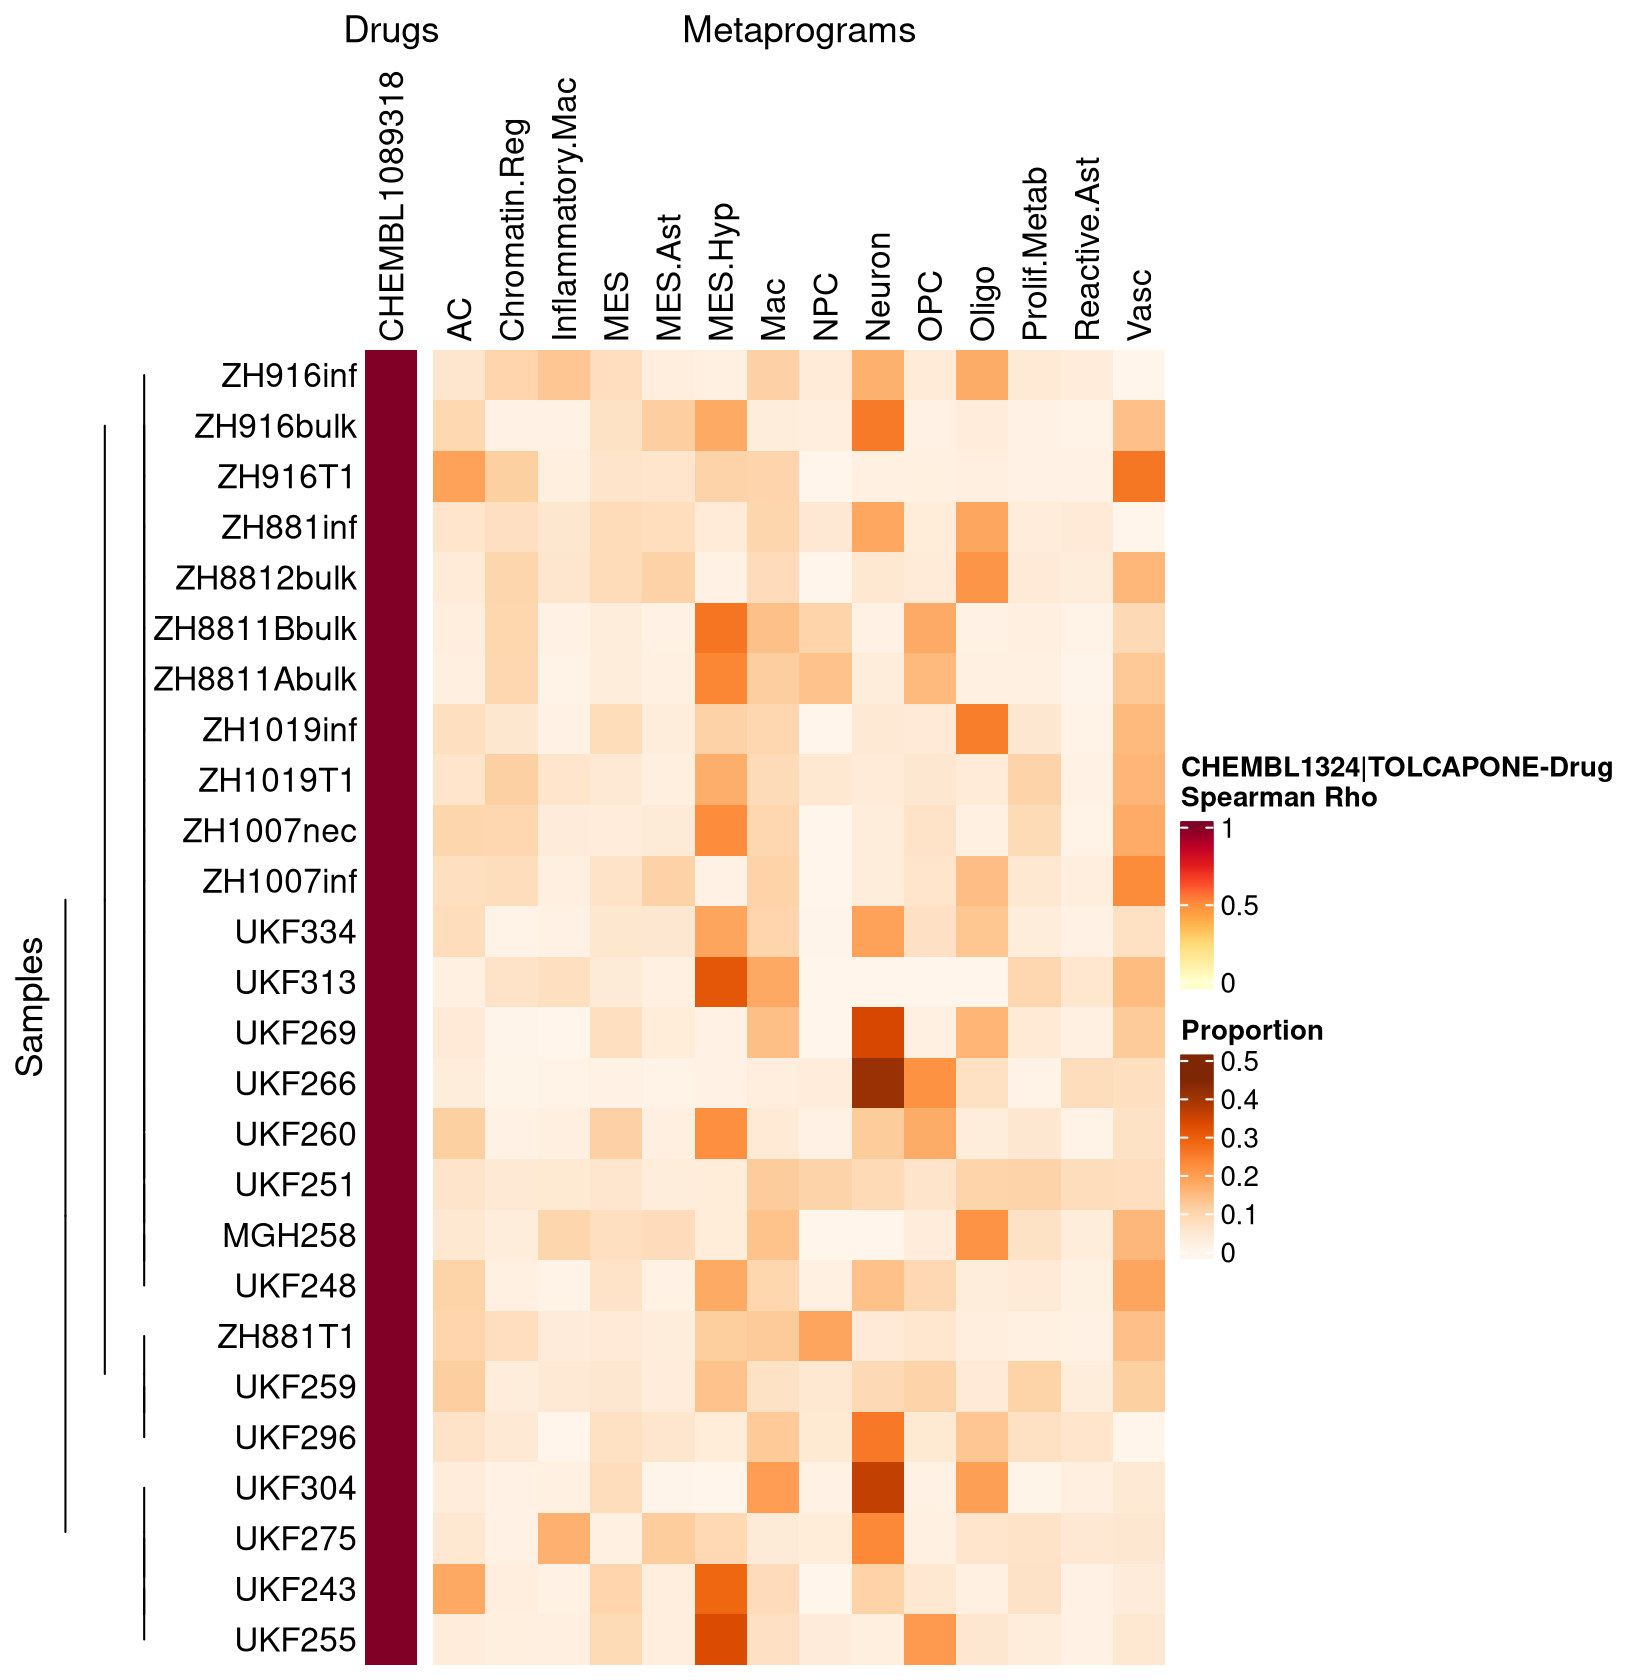 Drugs
Metaprograms
CHEMBL1089318
AC
Chromatin.Reg
Inflammatory.Mac
MES
MES.Ast
MES.Hyp
Mac
NPC
Neuron
OPC
Oligo
Prolif.Metab
Reactive.Ast
Vasc
Samples
ZH916inf
ZH916bulk
ZH916T1
ZH881inf
ZH8812bulk
ZH8811Bbulk
ZH8811Abulk
ZH1019inf
ZH1019T1
ZH1007nec
ZH1007inf
UKF334
UKF313
UKF269
UKF266
UKF260
UKF251
MGH258
UKF248
ZH881T1
UKF259
UKF296
UKF304
UKF275
UKF243
UKF255
CHEMBL1324|TOLCAPONE-Drug
Spearman Rho
1
0.5
0
Proportion
0.5
0.4
0.3
0.2
0.1
0